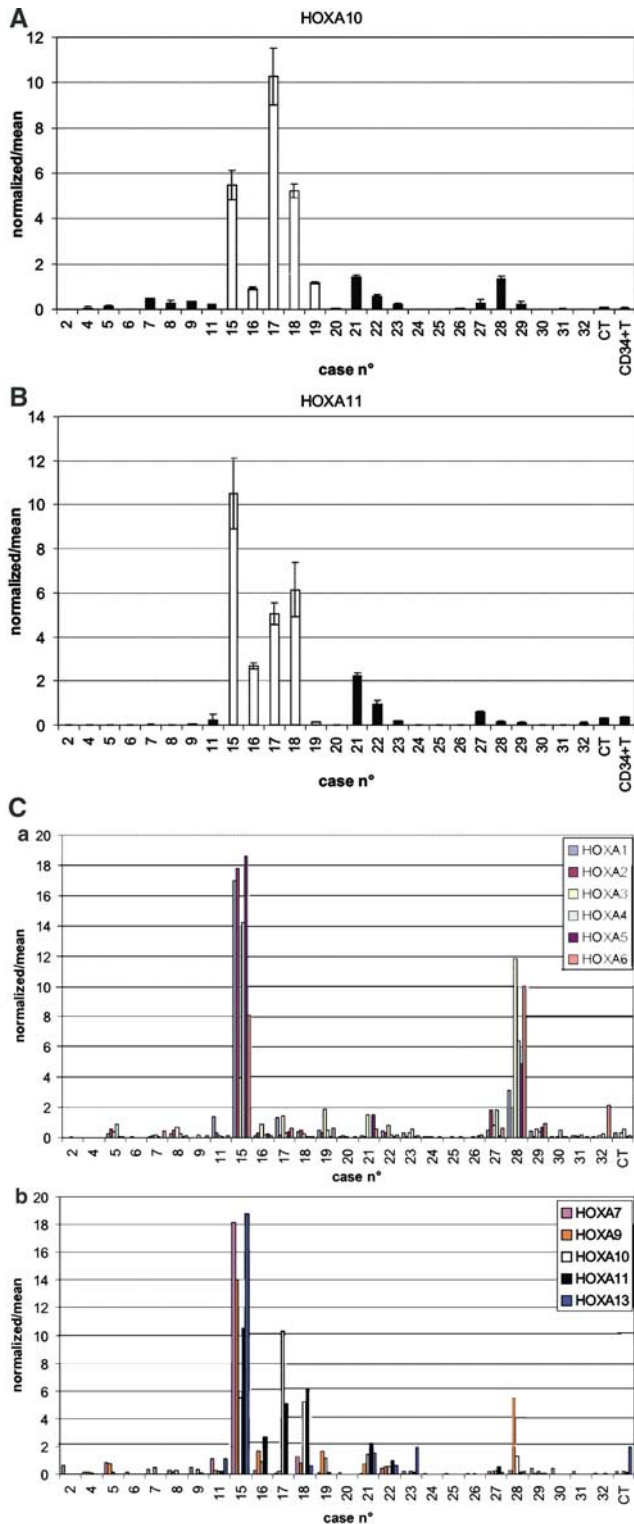 A
HOXA10
12
10
8
6
4
2
0
normalized/mean
2 4 5 6 7 8 9 11 15 16 17 18 19 20 21 22 23 24 25 26 27 28 29 30 31 32 CT CD34+T
case n°
B
HOXA11
14
12
10
8
6
4
2
0
normalized/mean
2 4 5 6 7 8 9 11 15 16 17 18 19 20 21 22 23 24 25 26 27 28 29 30 31 32 CT CD34+T
case n°
C
a
20
18
16
14
12
10
8
6
4
2
0
normalized/mean
HOXA1
HOXA2
HOXA3
HOXA4
HOXA5
HOXA6
2 4 5 6 7 8 9 11 15 16 17 18 19 20 21 22 23 24 25 26 27 28 29 30 31 32 CT
case n°
b
20
18
16
14
12
10
8
6
4
2
0
normalized/mean
HOXA7
HOXA9
HOXA10
HOXA11
HOXA13
2 4 5 6 7 8 9 11 15 16 17 18 19 20 21 22 23 24 25 26 27 28 29 30 31 32 CT
case n°